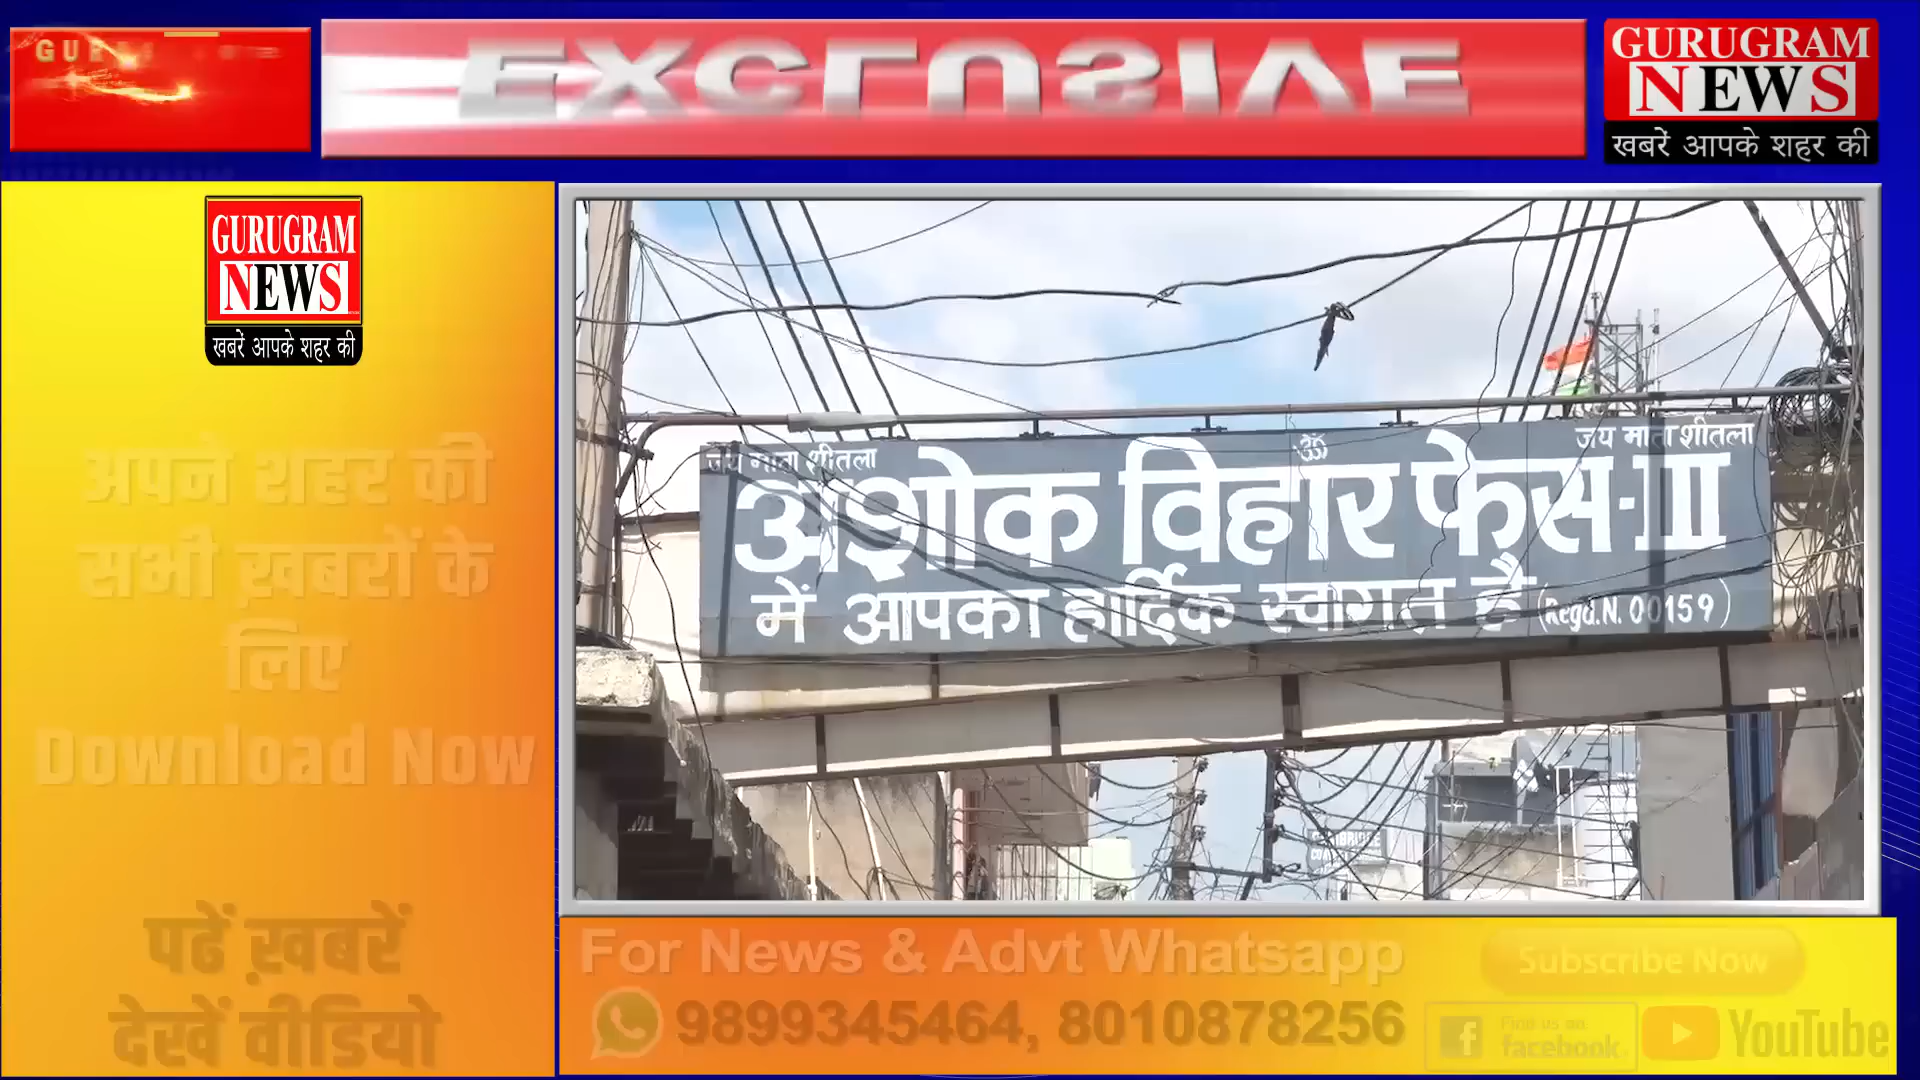 EXCLUSIVE
GURUGRAM
NEWS
खबरें आपके शहर की
GURUGRAM
NEWS
खबरें आपके शहर की
अपने शहर की
सभी ख़बरों के
लिए
Download Now
पढें ख़बरें
देखें वीडियो
जय माता शीतला
ॐ
जय माता शीतला
अशोक विहार फेस-III
में आपका हार्दिक स्वागत है (Regd.N. 00159)
For News & Advt Whatsapp
9899345464, 8010878256
Subscribe Now
Find us on
facebook
YouTube